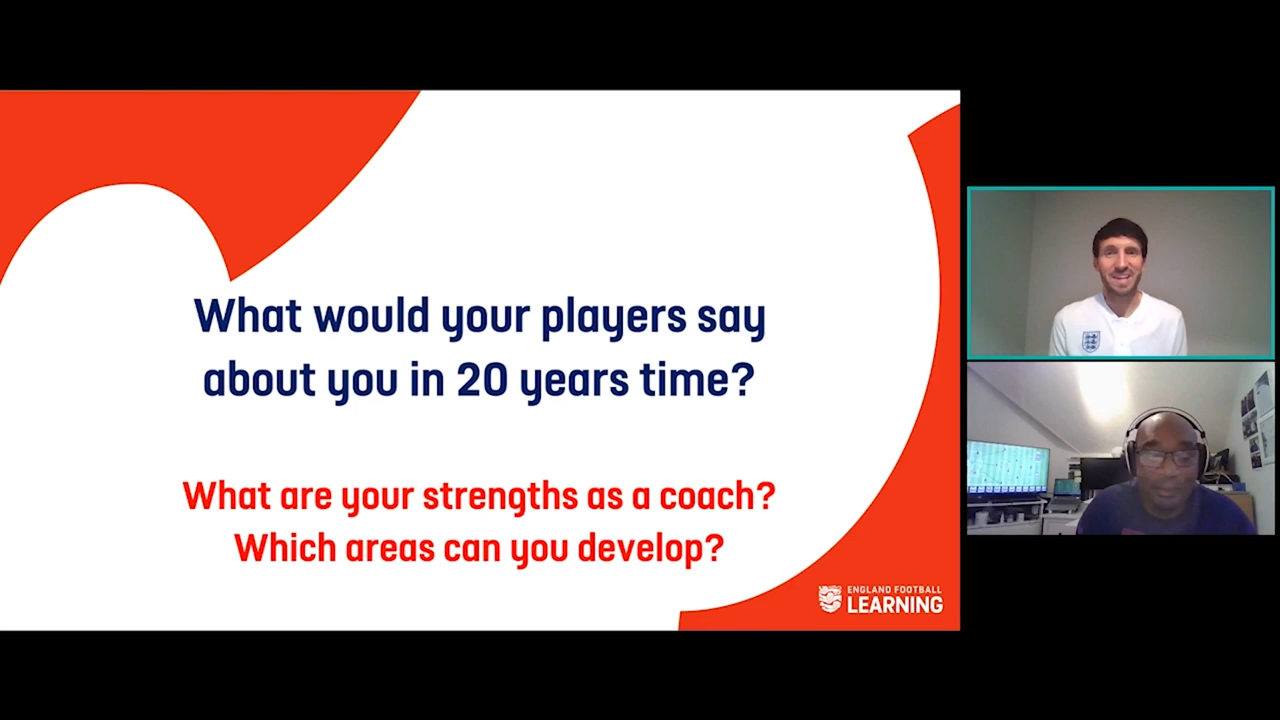 What would your players say
about you in 20 years time?
What are your strengths as a coach?
Which areas can you develop?
ENGLAND FOOTBALL
LEARNING